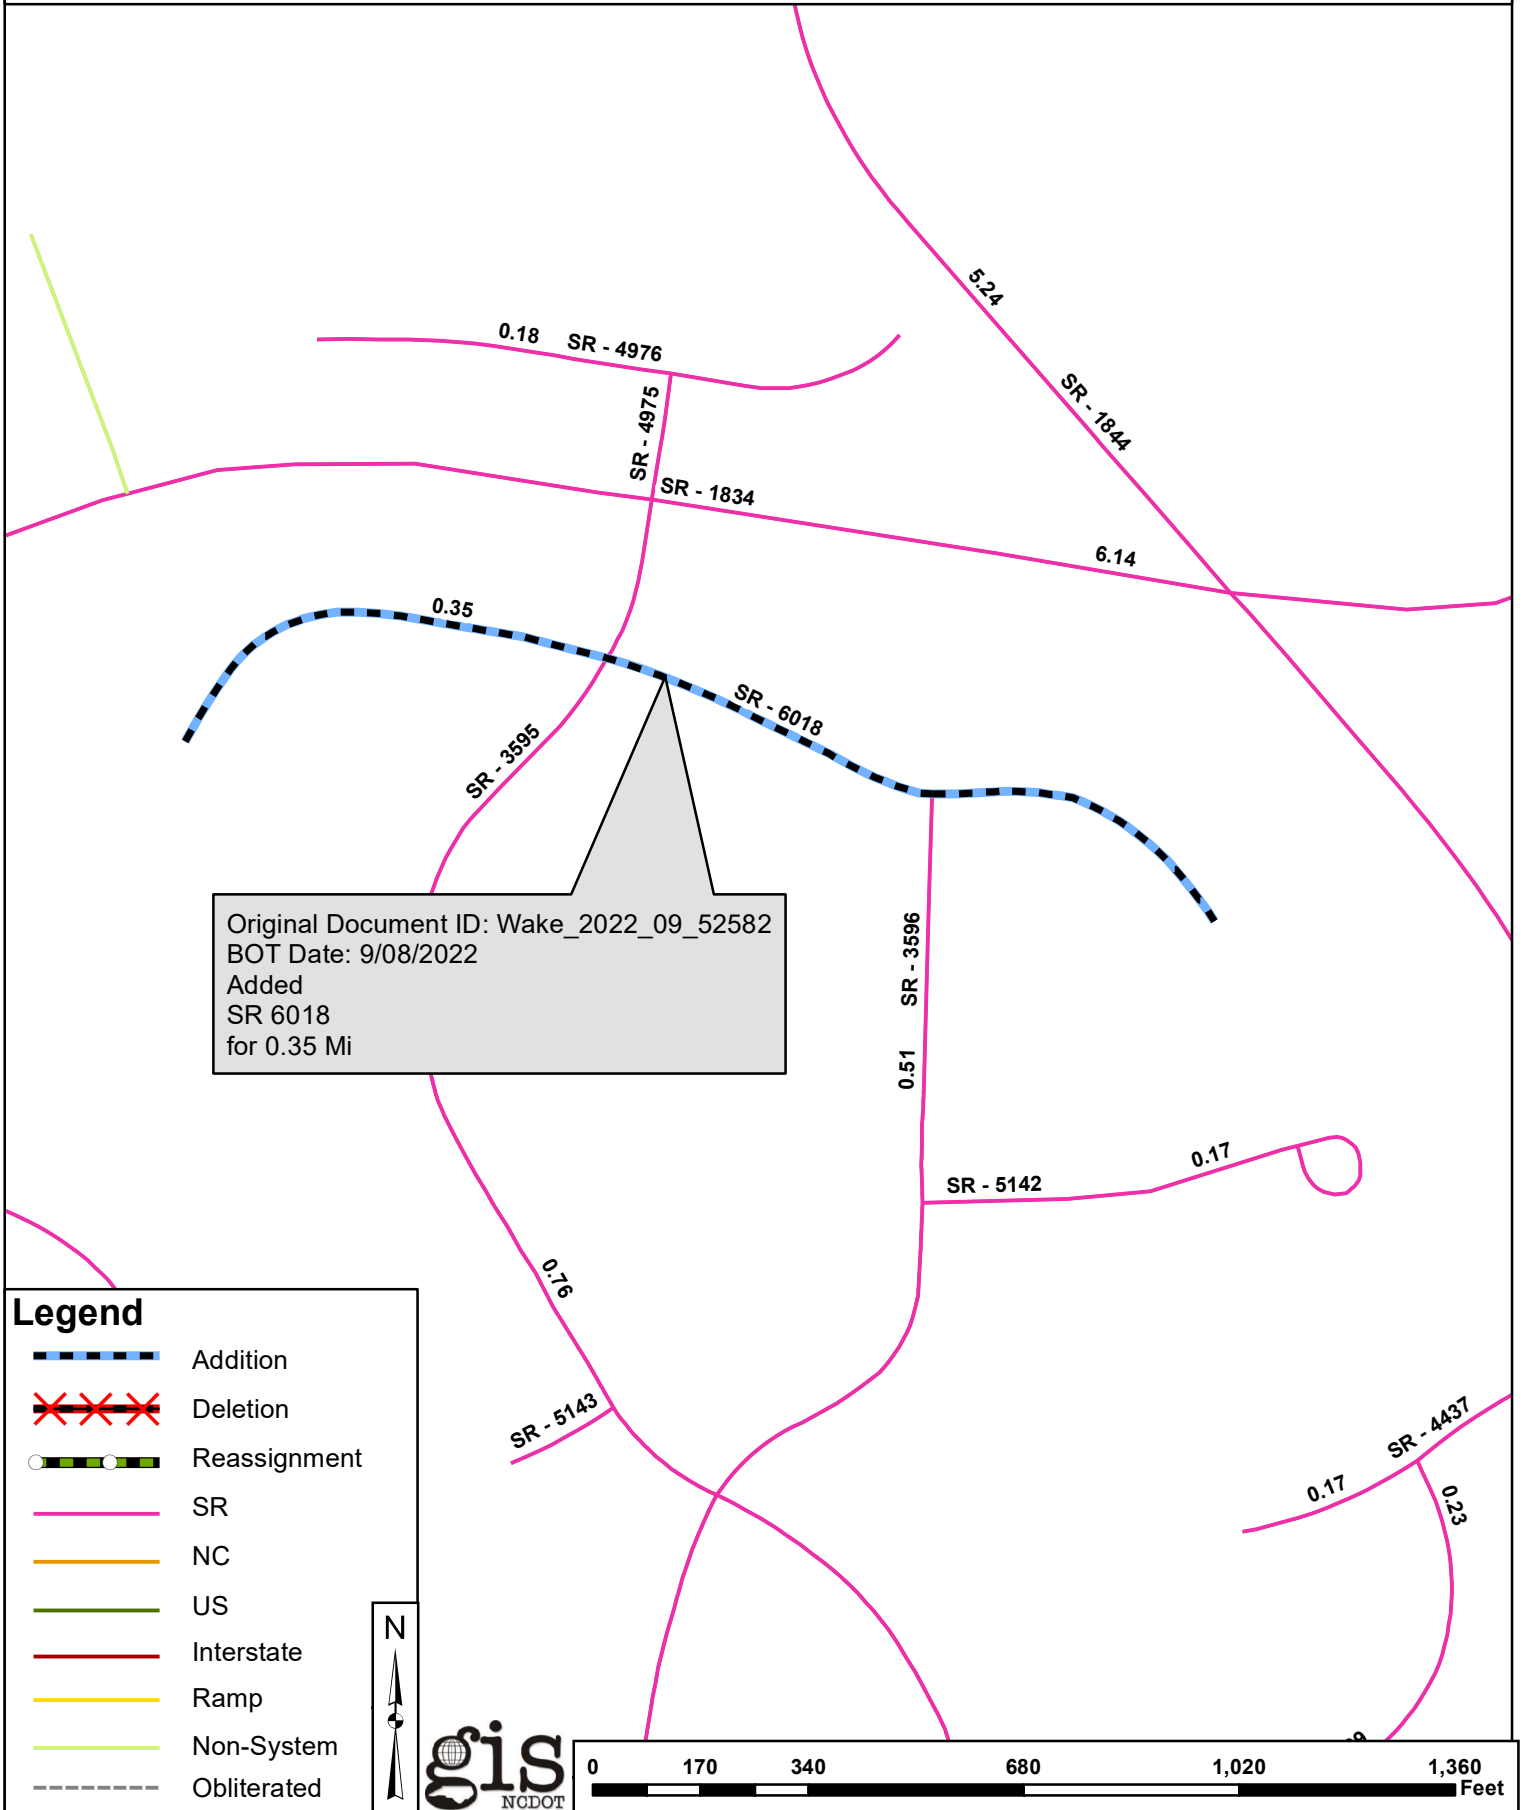 5.24
0.18 SR - 4976
SR - 4975
SR - 1844
SR - 1834
6.14
0.35
SR - 6018
SR - 3595
Original Document ID: Wake_2022_09_52582
BOT Date: 9/08/2022
Added
SR 6018
for 0.35 Mi
SR - 3596
0.51
0.17
SR - 5142
0.76
SR - 5143
SR - 4437
0.17
0.23
Legend
Addition
Deletion
Reassignment
SR
NC
US
Interstate
Ramp
Non-System
Obliterated
N
gis
NCDOT
0 170 340 680 1,020 1,360
Feet